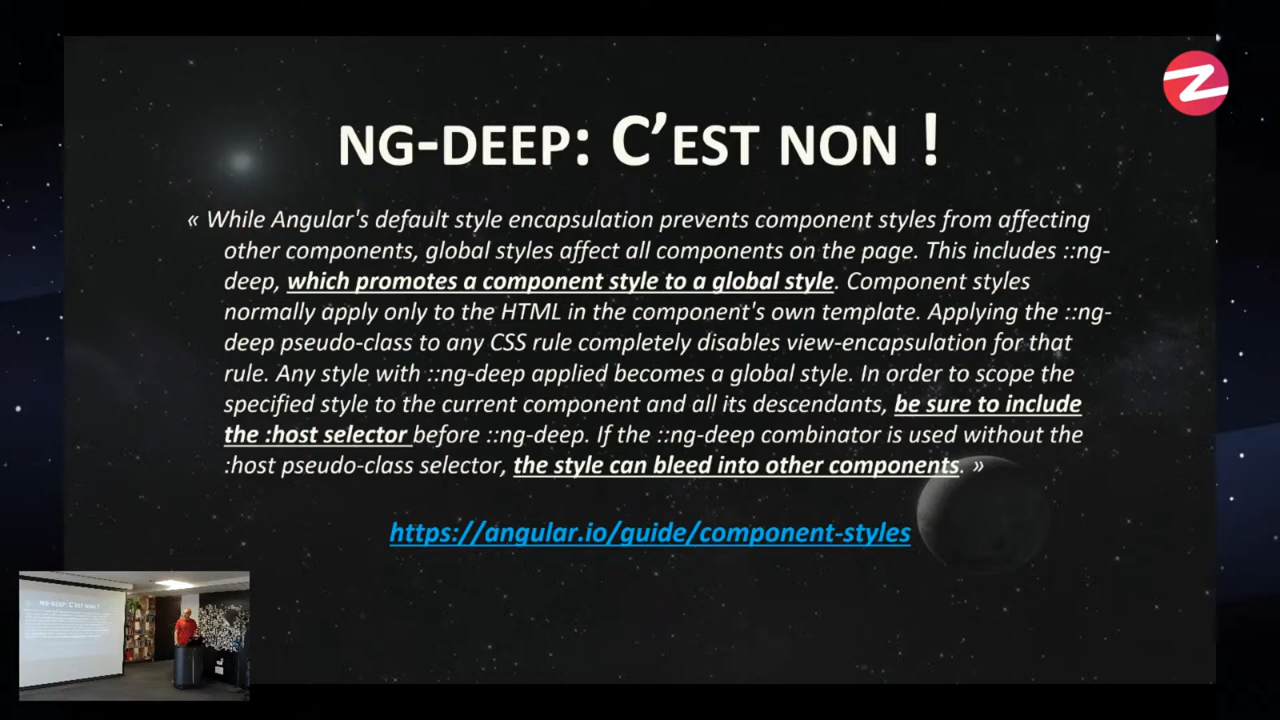 NG-DEEP: C'EST NON !
« While Angular's default style encapsulation prevents component styles from affecting
other components, global styles affect all components on the page. This includes ::ng-
deep, which promotes a component style to a global style. Component styles
normally apply only to the HTML in the component's own template. Applying the ::ng-
deep pseudo-class to any CSS rule completely disables view-encapsulation for that
rule. Any style with ::ng-deep applied becomes a global style. In order to scope the
specified style to the current component and all its descendants, be sure to include
the :host selector before ::ng-deep. If the ::ng-deep combinator is used without the
:host pseudo-class selector, the style can bleed into other components. »
https://angular.io/guide/component-styles
NG-DEEP: C'EST NON !